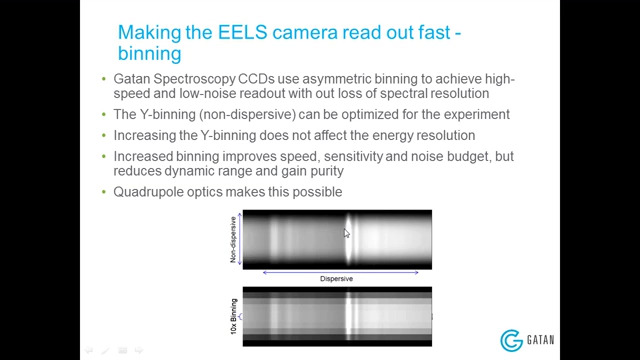 Making the EELS camera read out fast -
binning
• Gatan Spectroscopy CCDs use asymmetric binning to achieve high-
speed and low-noise readout with out loss of spectral resolution
• The Y-binning (non-dispersive) can be optimized for the experiment
• Increasing the Y-binning does not affect the energy resolution
• Increased binning improves speed, sensitivity and noise budget, but
reduces dynamic range and gain purity
• Quadrupole optics makes this possible
Non-dispersive
Dispersive
10x Binning
GATAN